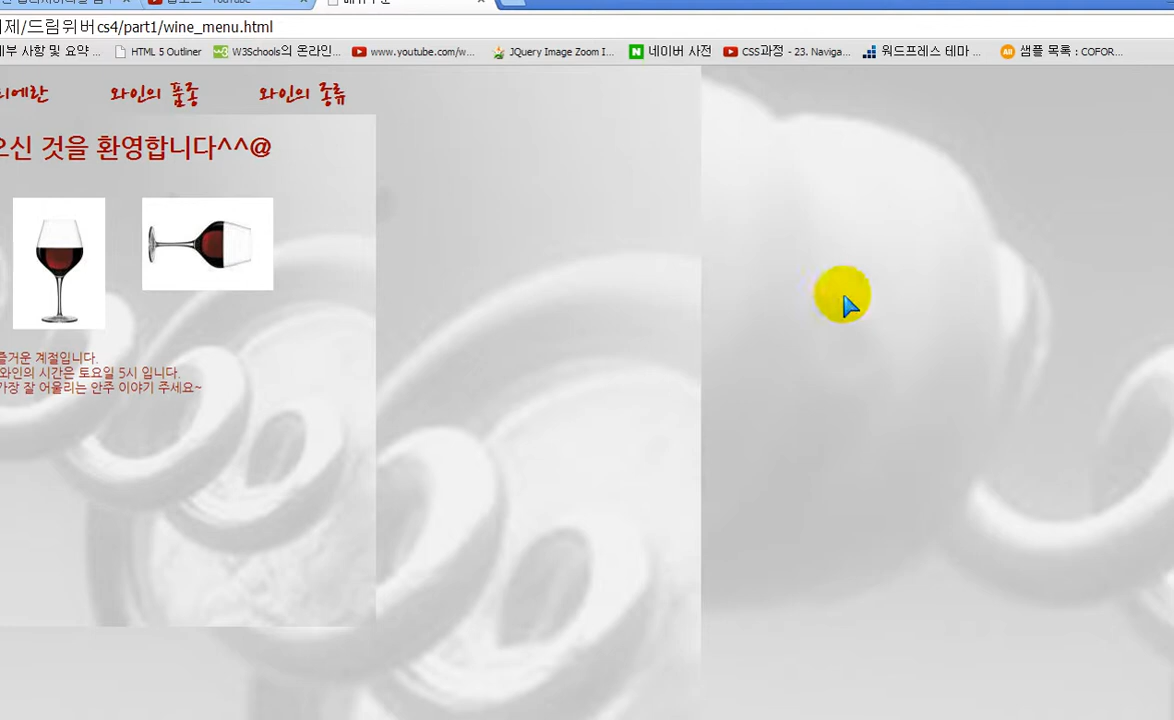 YouTube
제/드림위버cs4/part1/wine_menu.html
세부 사항 및 요약 ... HTML 5 Outliner W3Schools의 온라인... www.youtube.com/w... JQuery Image Zoom I... N 네이버 사전 CSS과정 - 23. Naviga... 워드프레스 테마 ... All 샘플 목록 : COFOR...
와인의 품종 와인의 종류
오신 것을 환영합니다^^@
즐거운 계절입니다.
와인의 시간은 토요일 5시 입니다.
가장 잘 어울리는 안주 이야기 주세요~